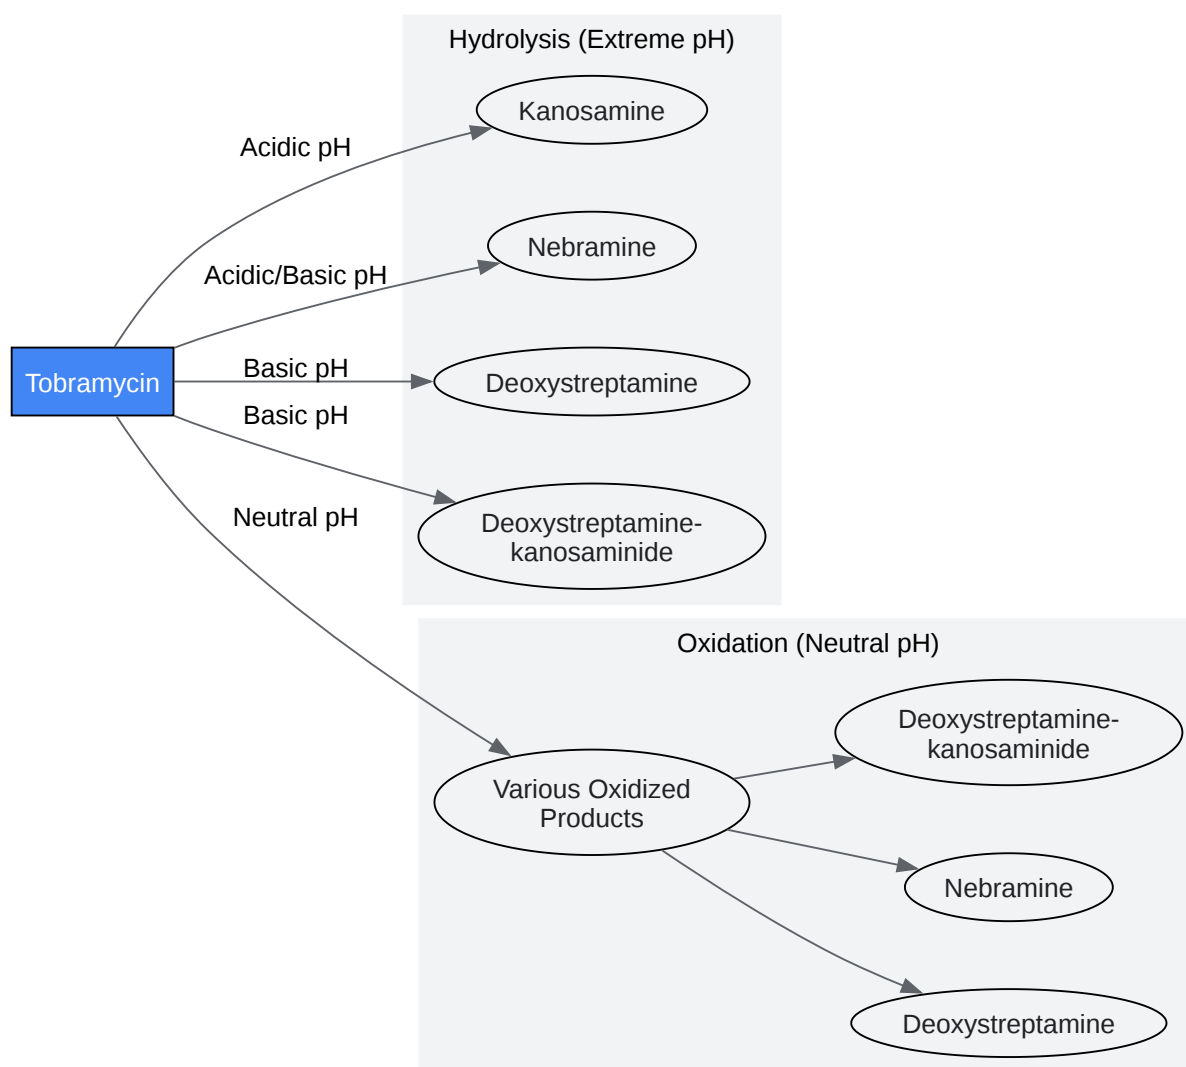 Hydrolysis (Extreme pH)
Kanosamine
Acidic pH
Nebramine
Acidic/Basic pH
Tobramycin
Basic pH
Deoxystreptamine
Basic pH
Neutral pH
Deoxystreptamine-
kanosaminide
Oxidation (Neutral pH)
Deoxystreptamine-
kanosaminide
Various Oxidized
Products
Nebramine
Deoxystreptamine